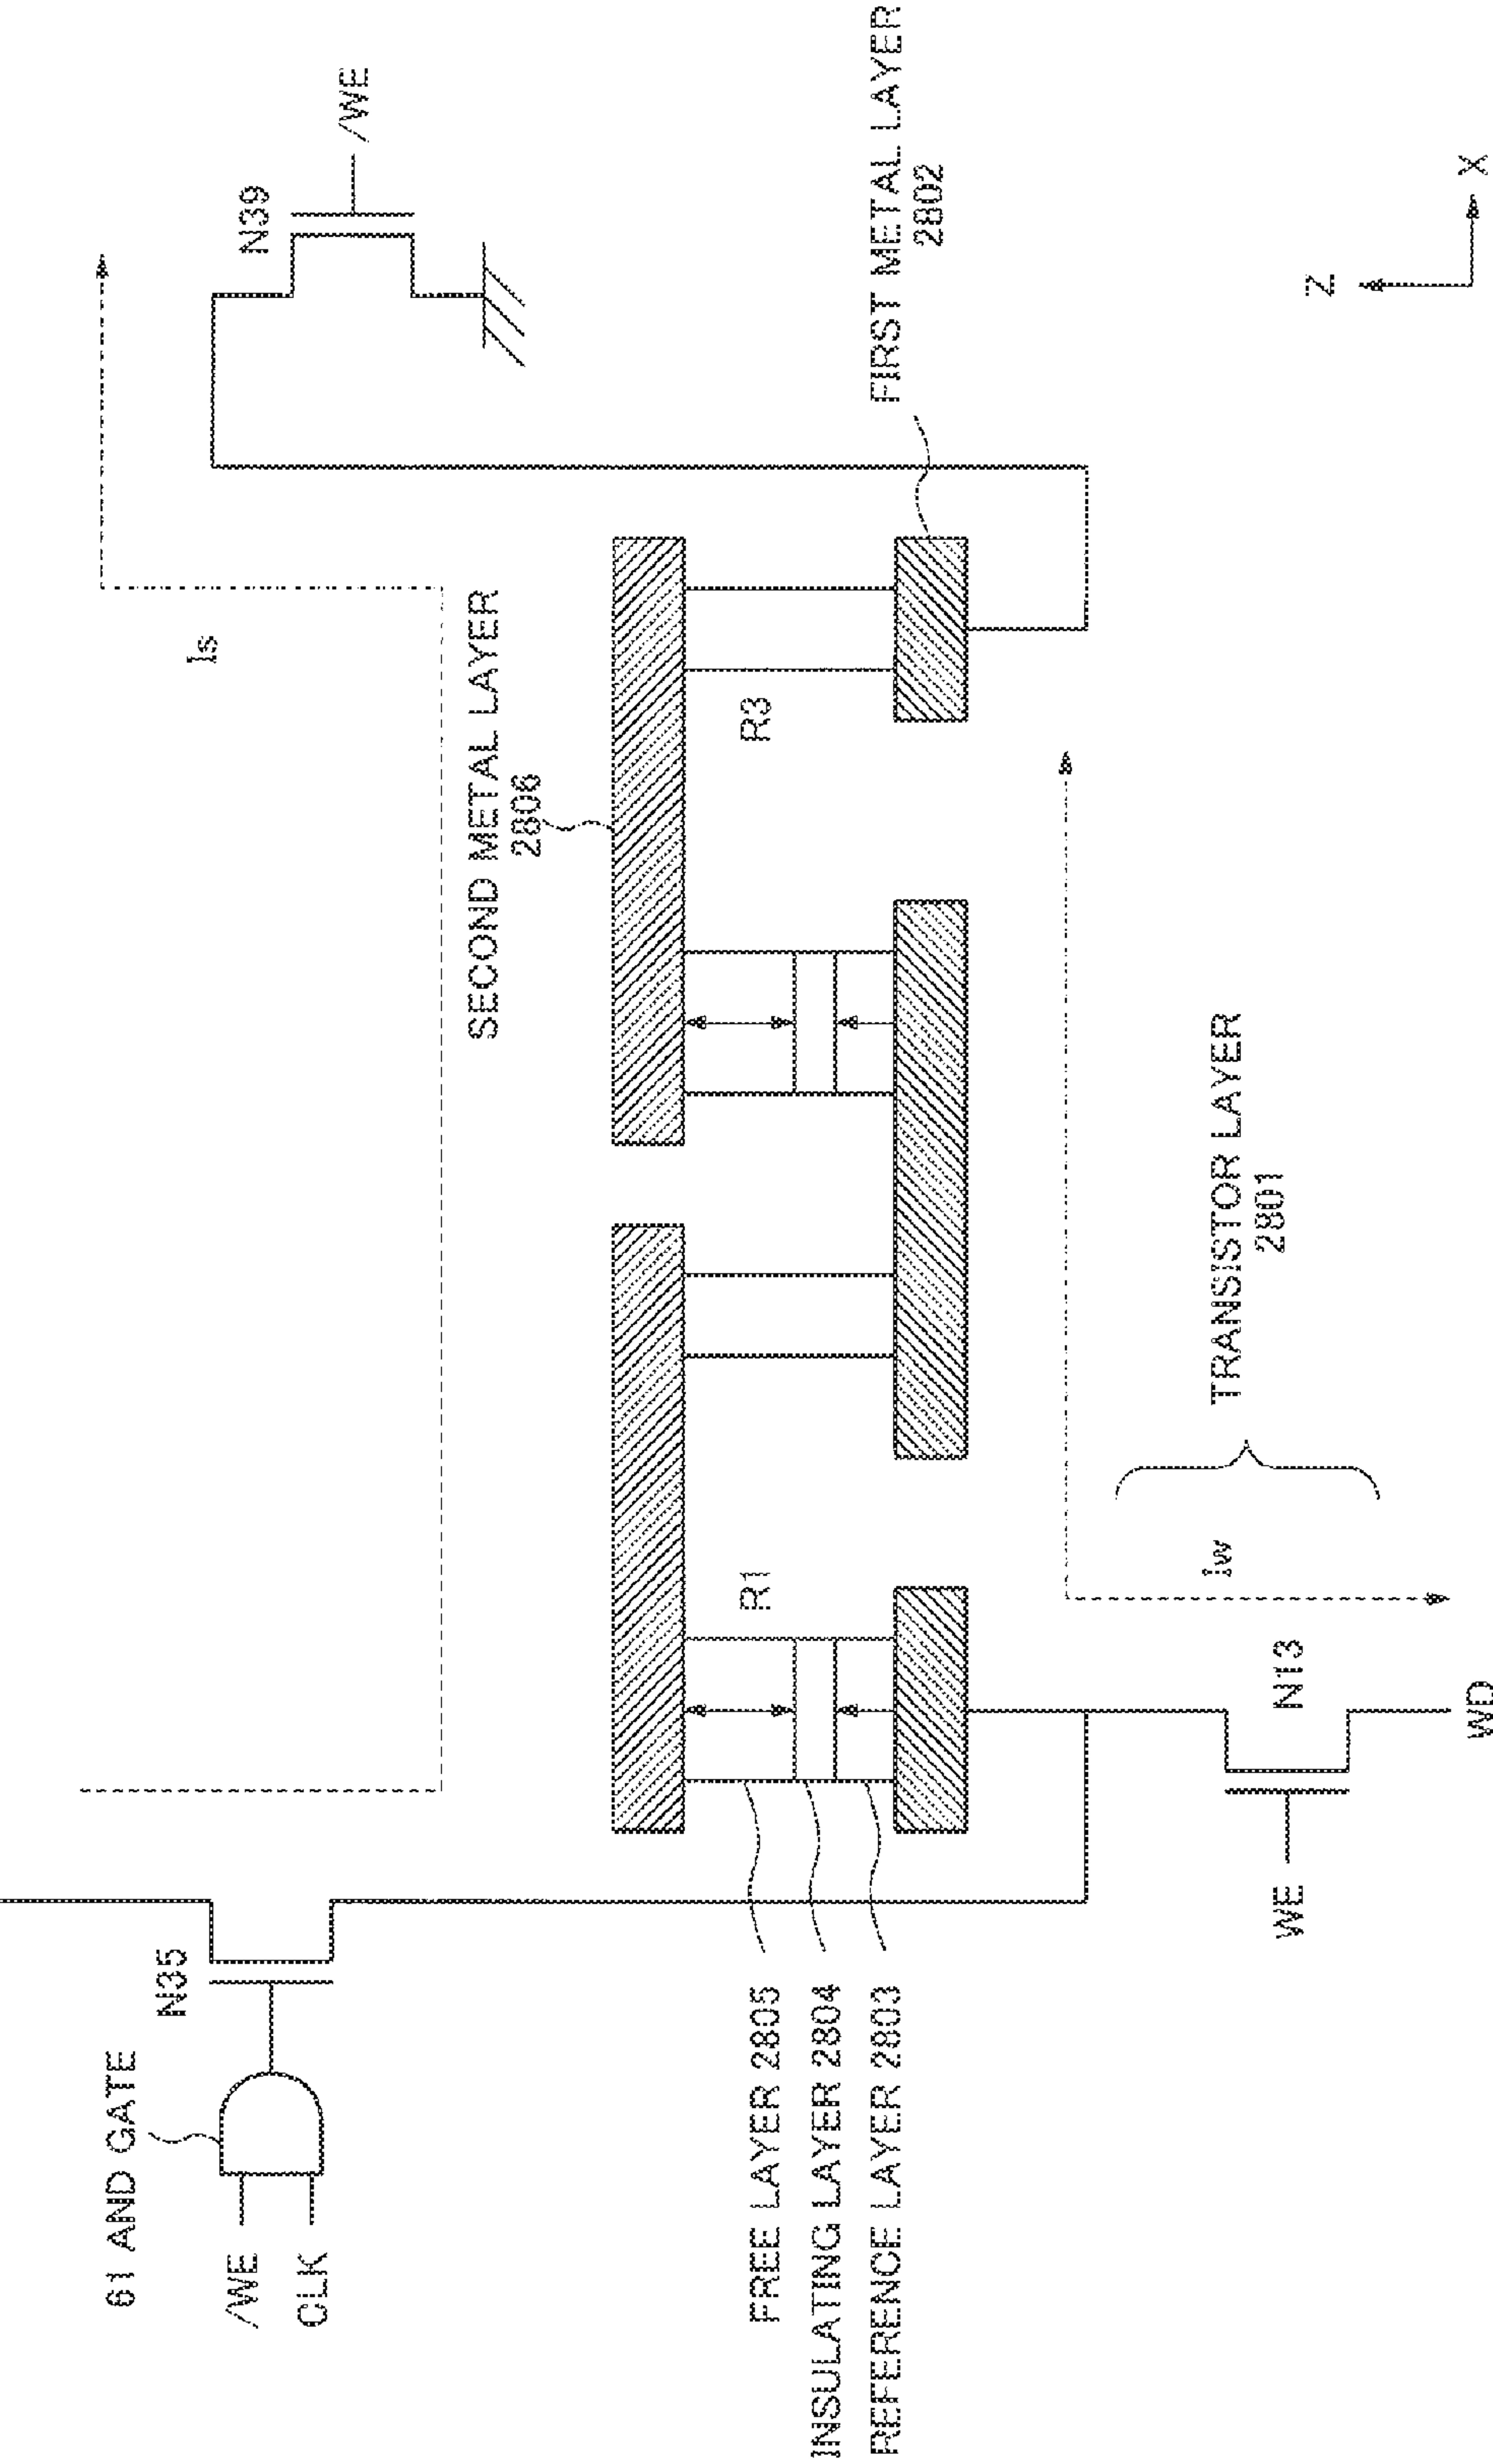 61 AND GATE
N35
/WE
CLK
Is
N39
/WE
SECOND METAL LAYER
2806
FREE LAYER 2805
INSULATING LAYER 2804
REFERENCE LAYER 2803
R1
R3
FIRST METAL LAYER
2802
Iw
TRANSISTOR LAYER
2801
WE
N13
WD
Z
X